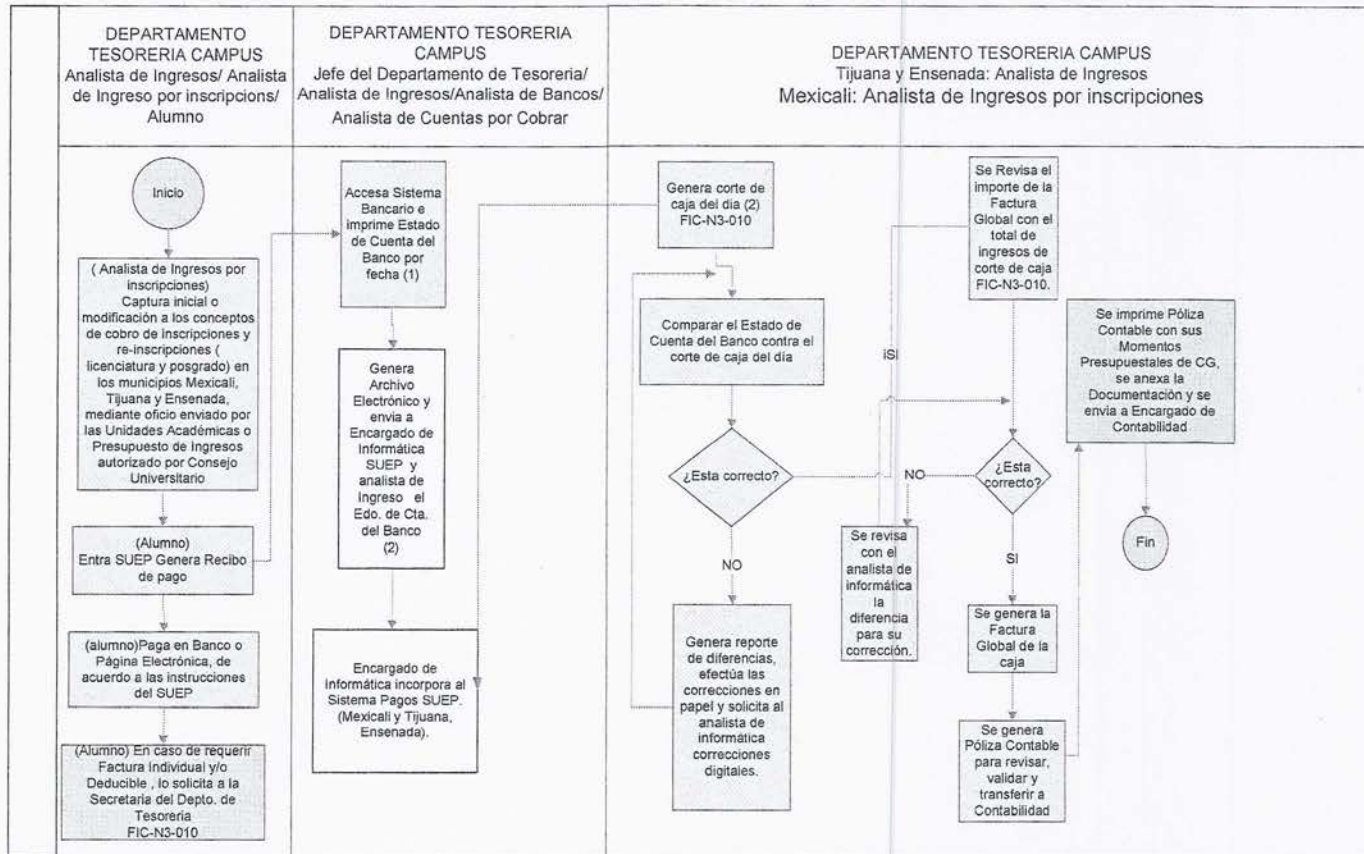 DEPARTAMENTO
TESORERIA CAMPUS
Analista de Ingresos/ Analista
de Ingreso por inscripcions/
Alumno
DEPARTAMENTO TESORERIA
CAMPUS
Jefe del Departamento de Tesoreria/
Analista de Ingresos/Analista de Bancos/
Analista de Cuentas por Cobrar
DEPARTAMENTO TESORERIA CAMPUS
Tijuana y Ensenada: Analista de Ingresos
Mexicali: Analista de Ingresos por inscripciones
Inicio
( Analista de Ingresos por
inscripciones)
Captura inicial o
modificación a los conceptos
de cobro de inscripciones y
re-inscripciones (
licenciatura y posgrado) en
los municipios Mexicali,
Tijuana y Ensenada,
mediante oficio enviado por
las Unidades Académicas o
Presupuesto de Ingresos
autorizado por Consejo
Universitario
(Alumno)
Entra SUEP Genera Recibo
de pago
(alumno)Paga en Banco o
Página Electrónica, de
acuerdo a las instrucciones
del SUEP
(Alumno) En caso de requerir
Factura Individual y/o
Deducible , lo solicita a la
Secretaria del Depto. de
Tesoreria
FIC-N3-010
Accesa Sistema
Bancario e
imprime Estado
de Cuenta del
Banco por
fecha (1)
Genera
Archivo
Electrónico y
envia a
Encargado de
Informática
SUEP y
analista de
Ingreso el
Edo. de Cta.
del Banco
(2)
Encargado de
Informática incorpora al
Sistema Pagos SUEP.
(Mexicali y Tijuana,
Ensenada).
Genera corte de
caja del dia (2)
FIC-N3-010
Comparar el Estado de
Cuenta del Banco contra el
corte de caja del día
¿Esta correcto?
NO
Genera reporte
de diferencias,
efectúa las
correcciones en
papel y solicita al
analista de
informática
correcciones
digitales.
iSI
NO
Se revisa
con el
analista de
informática
la
diferencia
para su
corrección.
Se Revisa el
importe de la
Factura
Global con el
total de
ingresos de
corte de caja
FIC-N3-010.
¿Esta
correcto?
SI
Se genera la
Factura
Global de la
caja
Se genera
Póliza Contable
para revisar,
validar y
transferir a
Contabilidad
Se imprime Póliza
Contable con sus
Momentos
Presupuestales de CG,
se anexa la
Documentación y se
envia a Encargado de
Contabilidad
Fin